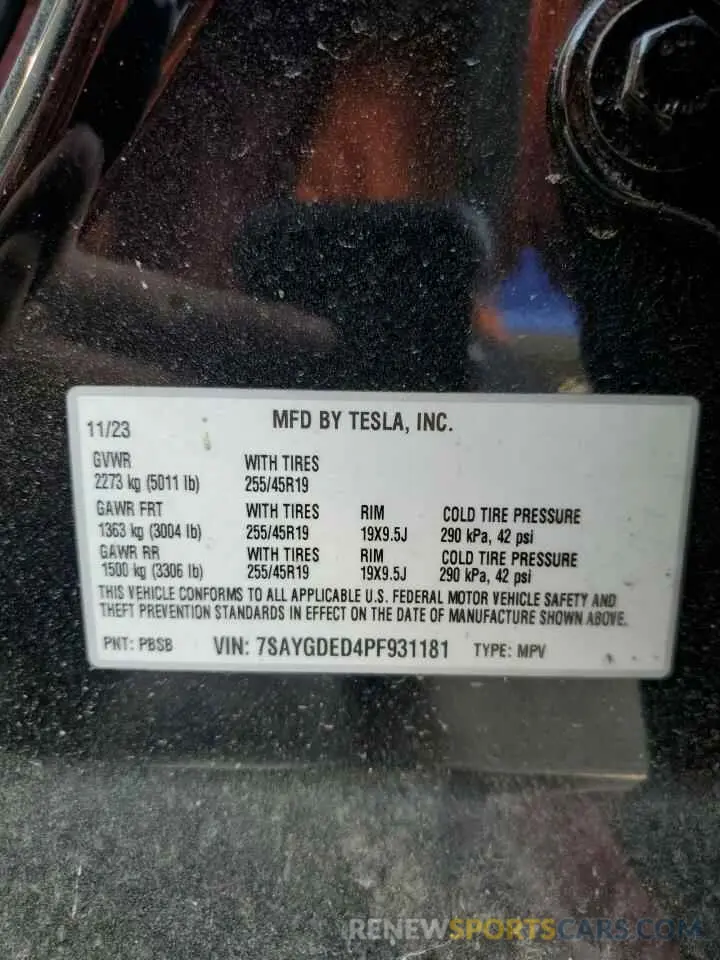 MFD BY TESLA, INC.
11/23
GVWR WITH TIRES
2273 kg (5011 lb) 255/45R19
GAWR FRT WITH TIRES RIM COLD TIRE PRESSURE
1363 kg (3004 lb) 255/45R19 19X9.5J 290 kPa, 42 psi
GAWR RR WITH TIRES RIM COLD TIRE PRESSURE
1500 kg (3306 lb) 255/45R19 19X9.5J 290 kPa, 42 psi
THIS VEHICLE CONFORMS TO ALL APPLICABLE U.S. FEDERAL MOTOR VEHICLE SAFETY AND
THEFT PREVENTION STANDARDS IN EFFECT ON THE DATE OF MANUFACTURE SHOWN ABOVE.
PNT: PBSB VIN: 7SAYGDED4PF931181 TYPE: MPV
RENEWSPORTSCARS.COM